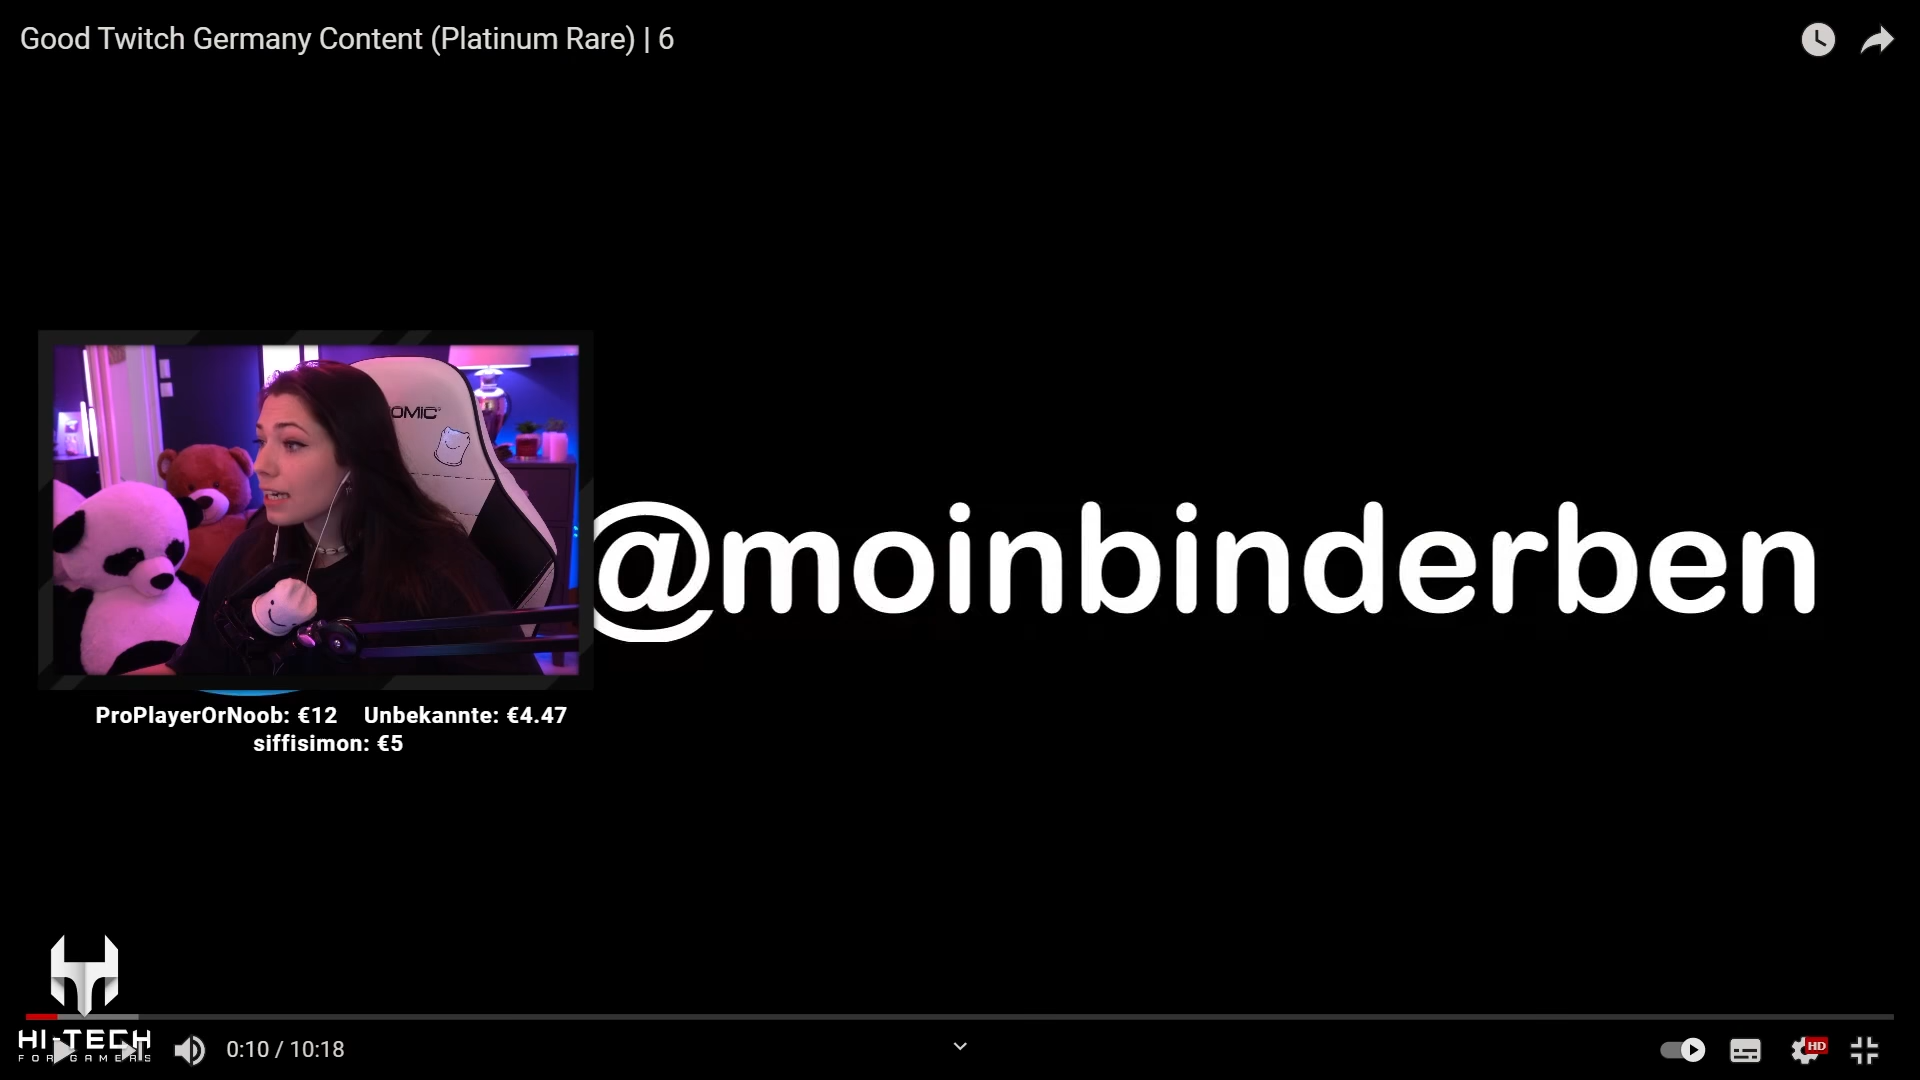 Good Twitch Germany Content (Platinum Rare) | 6
OMIC
@moinbinderben
ProPlayerOrNoob: €12 Unbekannte: €4.47
siffisimon: €5
HI-TECH
FOR GAMERS
0:10 / 10:18
HD